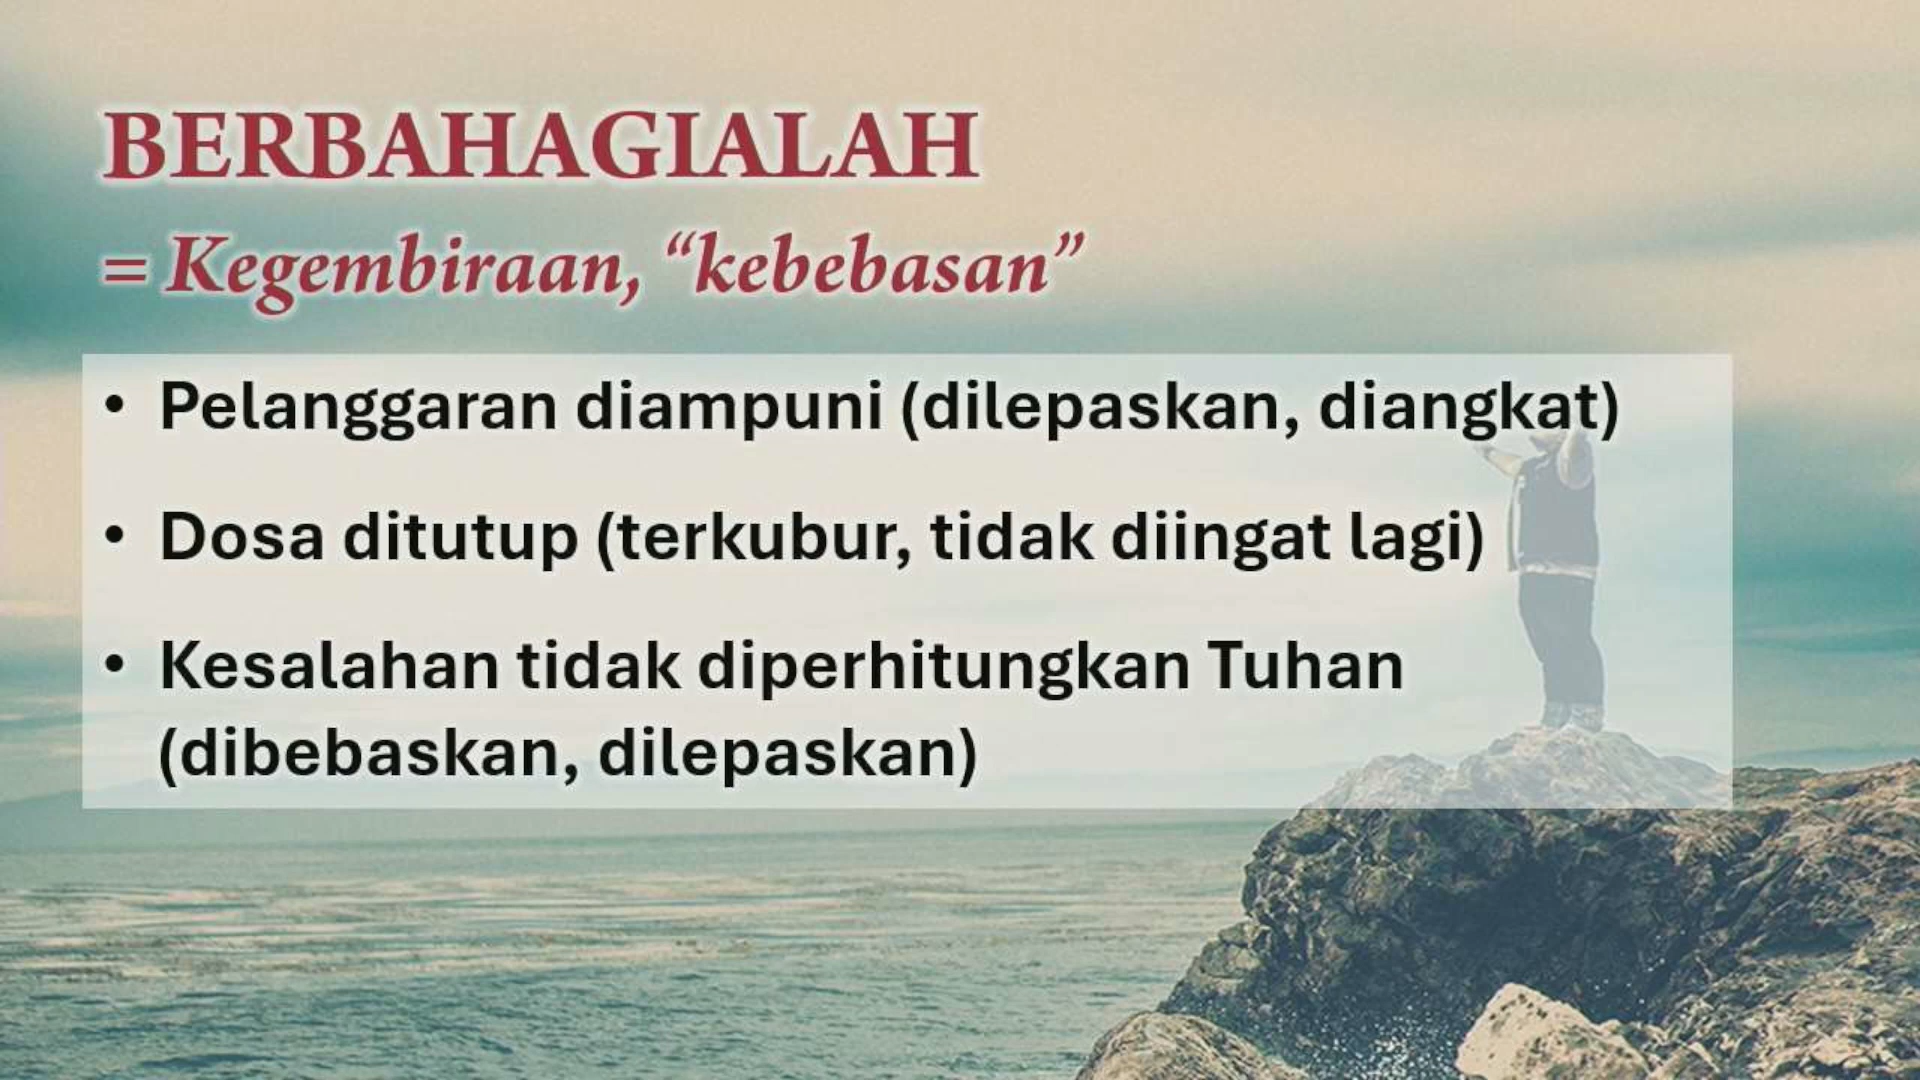 BERBAHAGIALAH
= Kegembiraan, “kebebasan”
• Pelanggaran diampuni (dilepaskan, diangkat)
• Dosa ditutup (terkubur, tidak diingat lagi)
• Kesalahan tidak diperhitungkan Tuhan
(dibebaskan, dilepaskan)